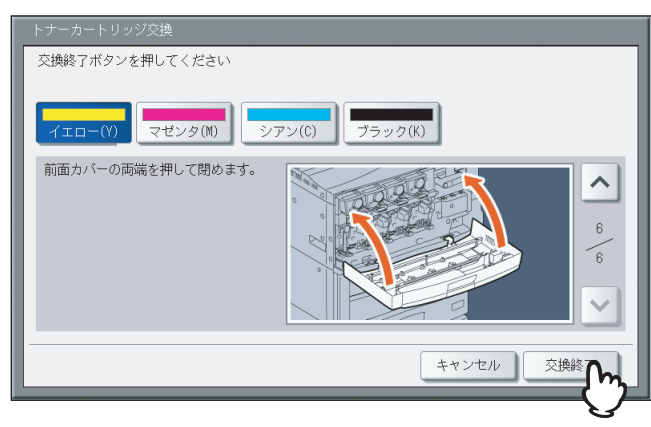 トナーカートリッジ交換
交換終了ボタンを押してください
イエロー(Y) マゼンタ(M) シアン(C) ブラック(K)
前面カバーの両端を押して閉めます。
6
6
キャンセル 交換終